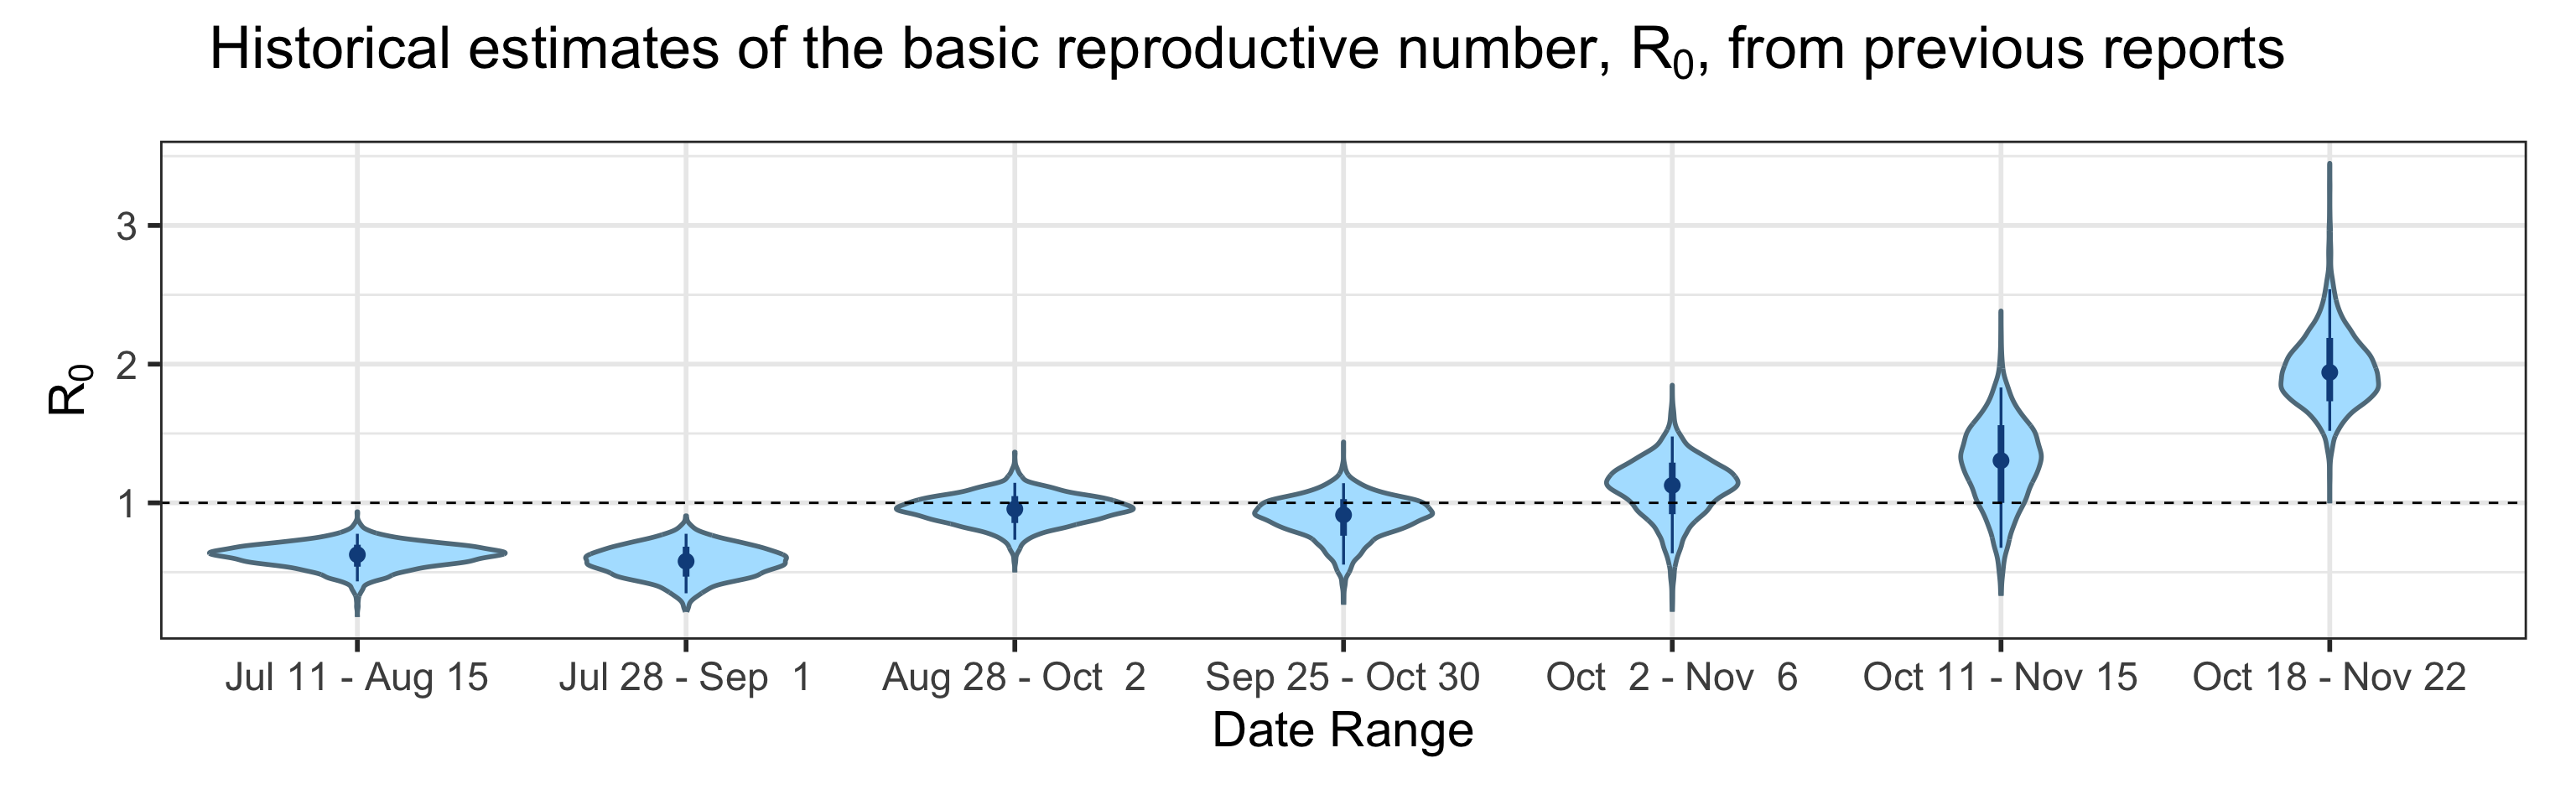 Historical estimates of the basic reproductive number, R₀, from previous reports
3
2
1
R₀
Jul 11 - Aug 15 Jul 28 - Sep  1 Aug 28 - Oct  2 Sep 25 - Oct 30 Oct  2 - Nov  6 Oct 11 - Nov 15 Oct 18 - Nov 22
Date Range